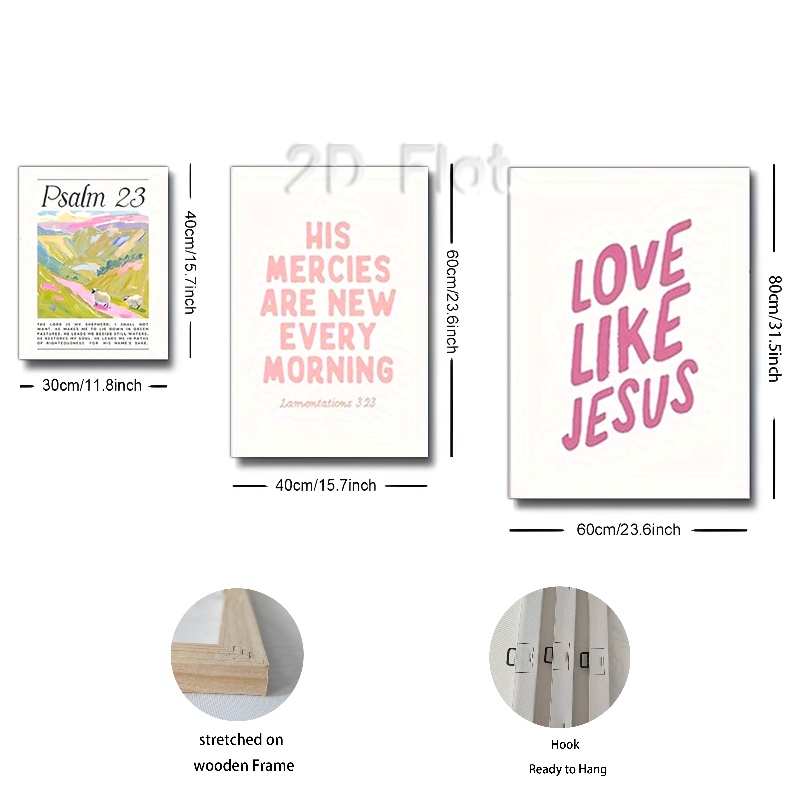 2D Flat
Psalm 23
THE LORD IS MY SHEPHERD; I SHALL NOT
WANT. HE MAKES ME TO LIE DOWN IN GREEN
PASTURES. HE LEADS ME BESIDE STILL WATERS.
HE RESTORES MY SOUL. HE LEADS ME IN PATHS
OF RIGHTEOUSNESS FOR HIS NAME'S SAKE.
40cm/15.7inch
30cm/11.8inch
HIS
MERCIES
ARE NEW
EVERY
MORNING
Lamentations 3:23
60cm/23.6inch
40cm/15.7inch
LOVE
LIKE
JESUS
80cm/31.5inch
60cm/23.6inch
stretched on
wooden Frame
Hook
Ready to Hang